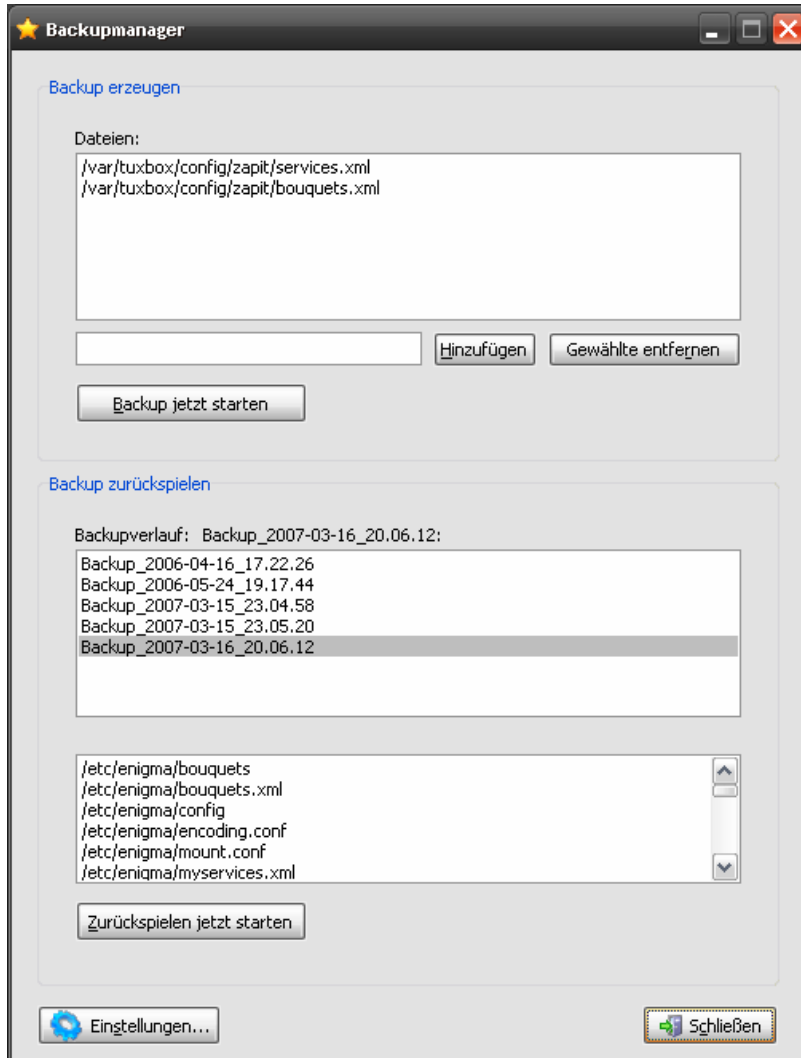 Backupmanager
Backup erzeugen
Dateien:
/var/tuxbox/config/zapit/services.xml
/var/tuxbox/config/zapit/bouquets.xml
Hinzufügen Gewählte entfernen
Backup jetzt starten
Backup zurückspielen
Backupverlauf: Backup_2007-03-16_20.06.12:
Backup_2006-04-16_17.22.26
Backup_2006-05-24_19.17.44
Backup_2007-03-15_23.04.58
Backup_2007-03-15_23.05.20
Backup_2007-03-16_20.06.12
/etc/enigma/bouquets
/etc/enigma/bouquets.xml
/etc/enigma/config
/etc/enigma/encoding.conf
/etc/enigma/mount.conf
/etc/enigma/myservices.xml
Zurückspielen jetzt starten
Einstellungen... Schließen